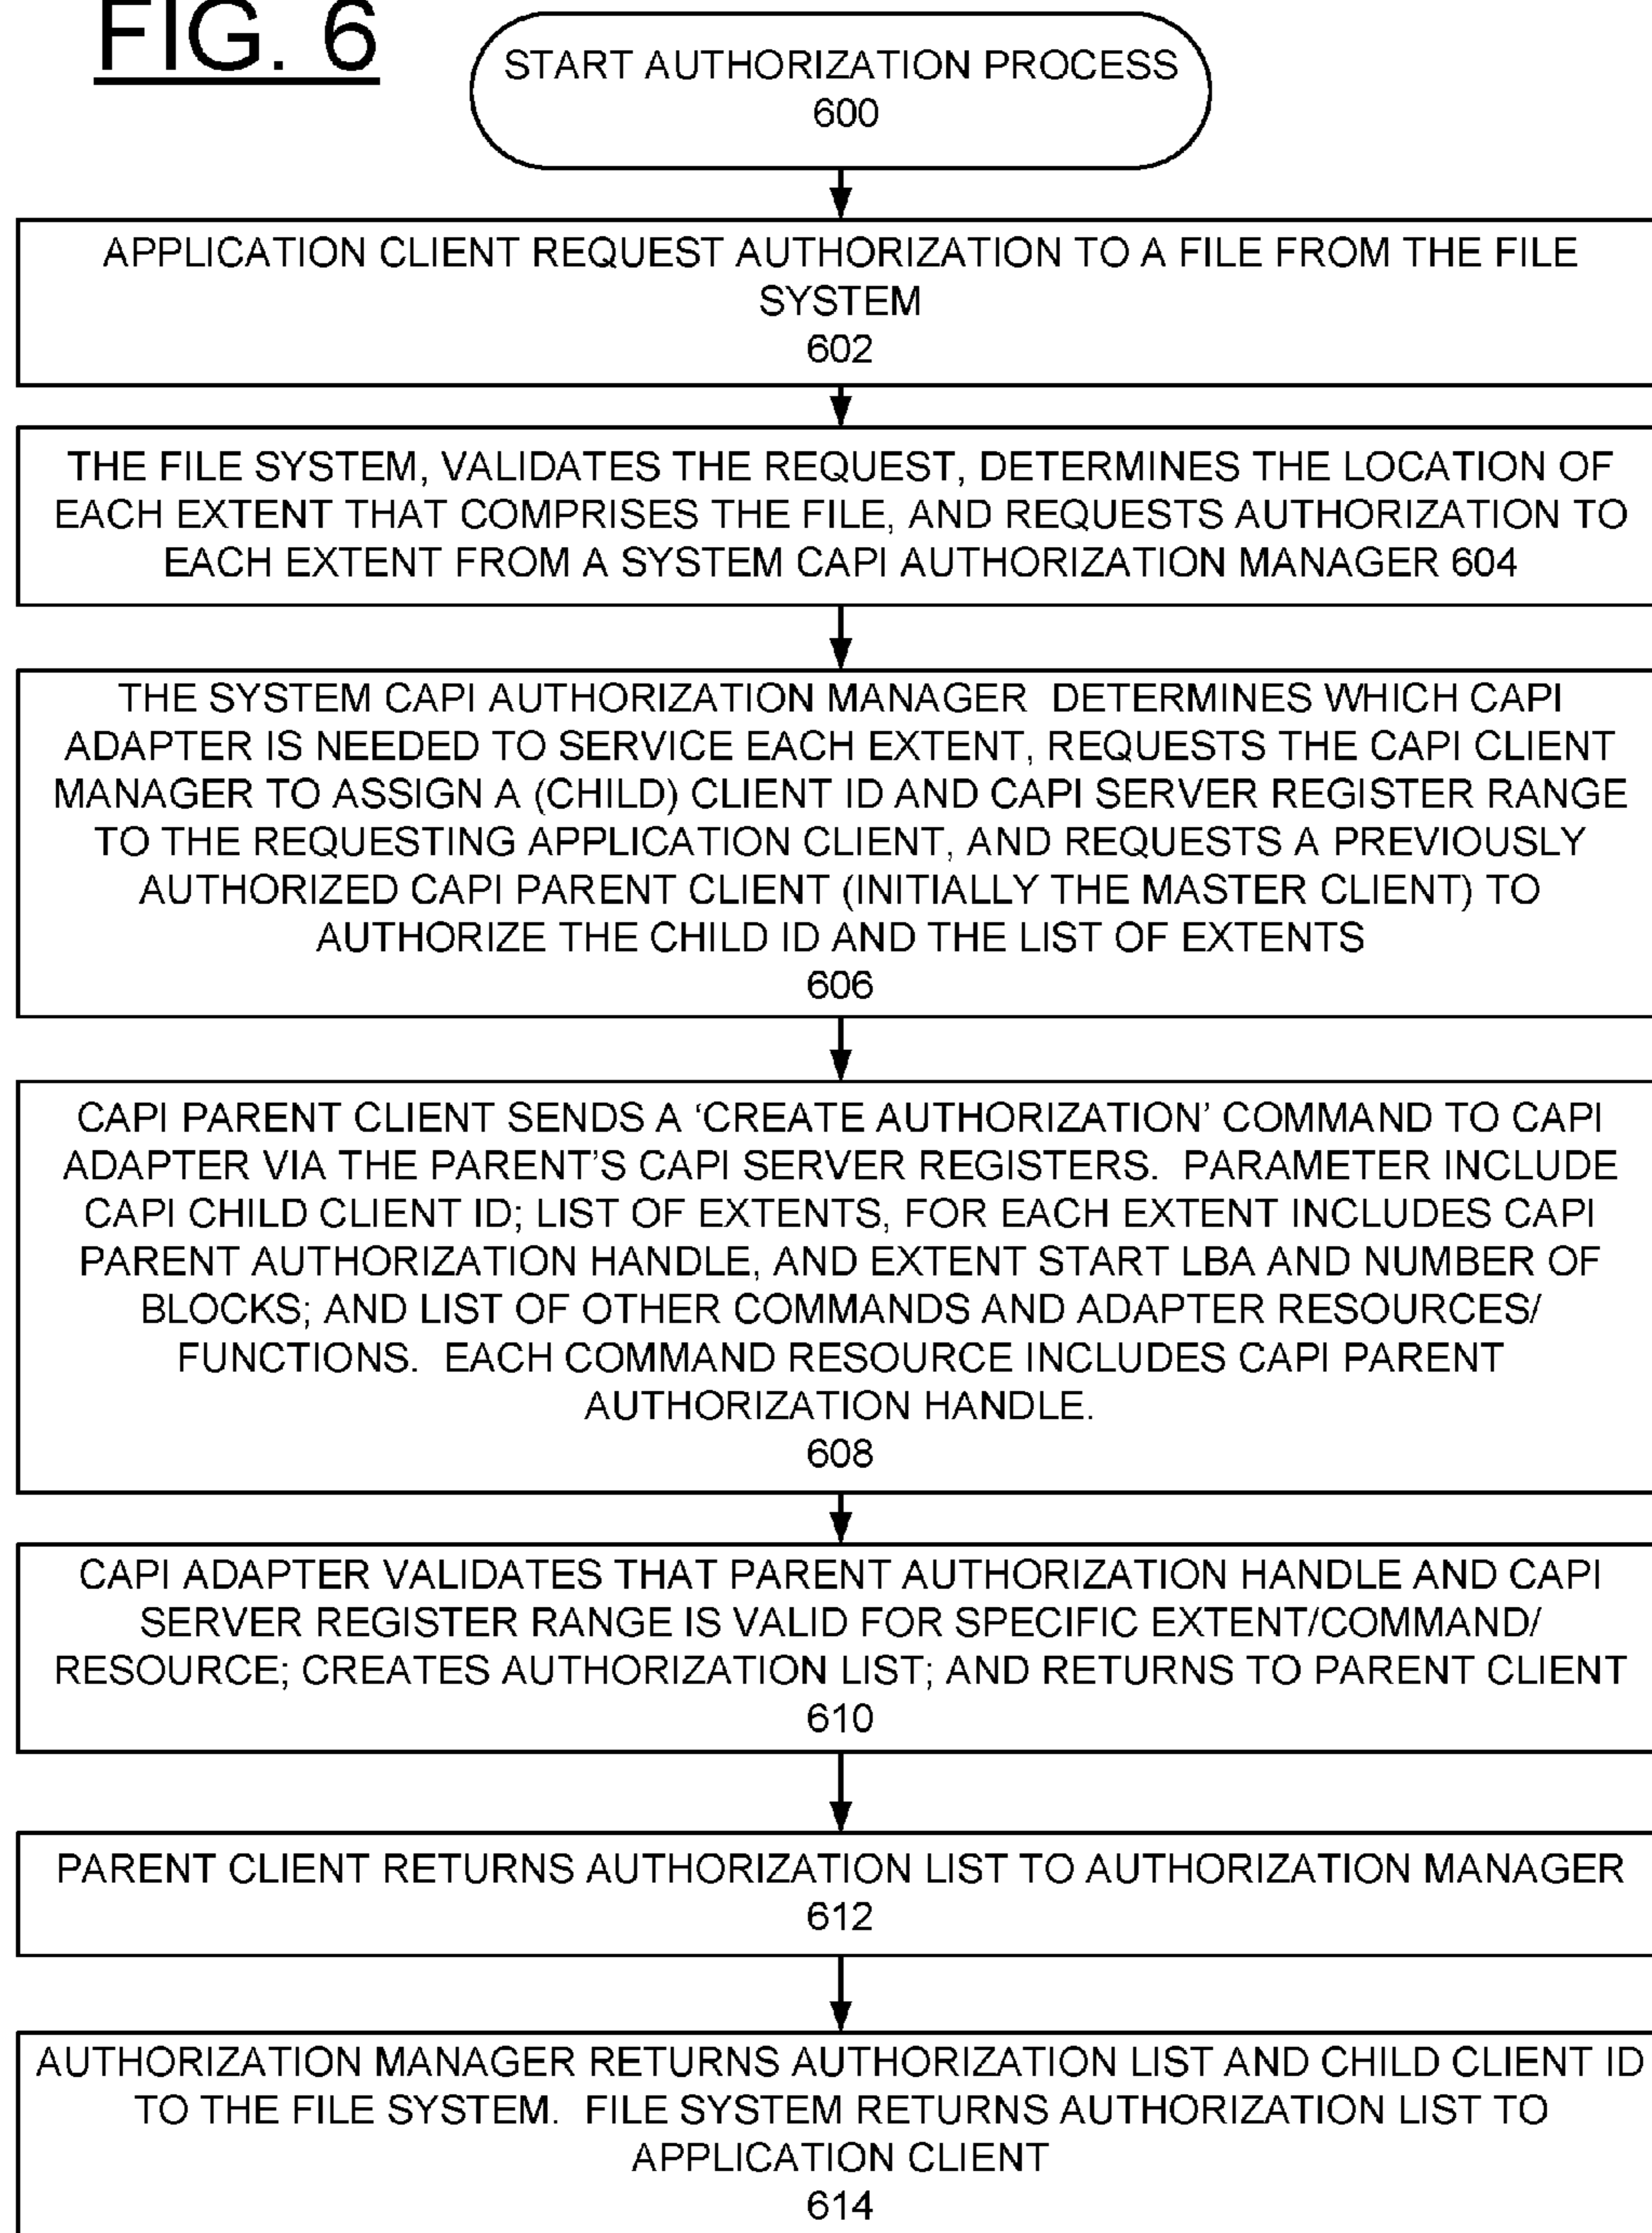 FIG. 6
START AUTHORIZATION PROCESS
600
APPLICATION CLIENT REQUEST AUTHORIZATION TO A FILE FROM THE FILE
SYSTEM
602
THE FILE SYSTEM, VALIDATES THE REQUEST, DETERMINES THE LOCATION OF
EACH EXTENT THAT COMPRISES THE FILE, AND REQUESTS AUTHORIZATION TO
EACH EXTENT FROM A SYSTEM CAPI AUTHORIZATION MANAGER 604
THE SYSTEM CAPI AUTHORIZATION MANAGER DETERMINES WHICH CAPI
ADAPTER IS NEEDED TO SERVICE EACH EXTENT, REQUESTS THE CAPI CLIENT
MANAGER TO ASSIGN A (CHILD) CLIENT ID AND CAPI SERVER REGISTER RANGE
TO THE REQUESTING APPLICATION CLIENT, AND REQUESTS A PREVIOUSLY
AUTHORIZED CAPI PARENT CLIENT (INITIALLY THE MASTER CLIENT) TO
AUTHORIZE THE CHILD ID AND THE LIST OF EXTENTS
606
CAPI PARENT CLIENT SENDS A ‘CREATE AUTHORIZATION’ COMMAND TO CAPI
ADAPTER VIA THE PARENT’S CAPI SERVER REGISTERS. PARAMETER INCLUDE
CAPI CHILD CLIENT ID; LIST OF EXTENTS, FOR EACH EXTENT INCLUDES CAPI
PARENT AUTHORIZATION HANDLE, AND EXTENT START LBA AND NUMBER OF
BLOCKS; AND LIST OF OTHER COMMANDS AND ADAPTER RESOURCES/
FUNCTIONS. EACH COMMAND RESOURCE INCLUDES CAPI PARENT
AUTHORIZATION HANDLE.
608
CAPI ADAPTER VALIDATES THAT PARENT AUTHORIZATION HANDLE AND CAPI
SERVER REGISTER RANGE IS VALID FOR SPECIFIC EXTENT/COMMAND/
RESOURCE; CREATES AUTHORIZATION LIST; AND RETURNS TO PARENT CLIENT
610
PARENT CLIENT RETURNS AUTHORIZATION LIST TO AUTHORIZATION MANAGER
612
AUTHORIZATION MANAGER RETURNS AUTHORIZATION LIST AND CHILD CLIENT ID
TO THE FILE SYSTEM. FILE SYSTEM RETURNS AUTHORIZATION LIST TO
APPLICATION CLIENT
614